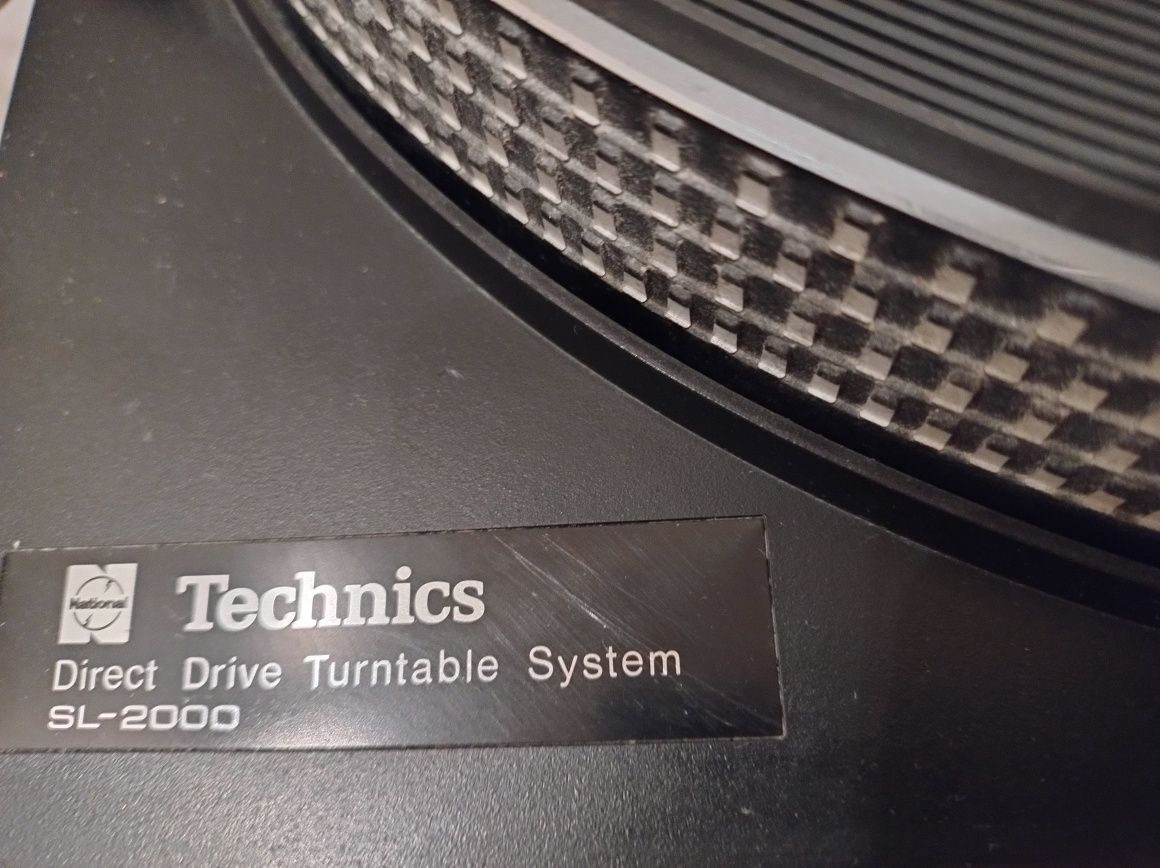 National Technics
Direct Drive Turntable System
SL-2000